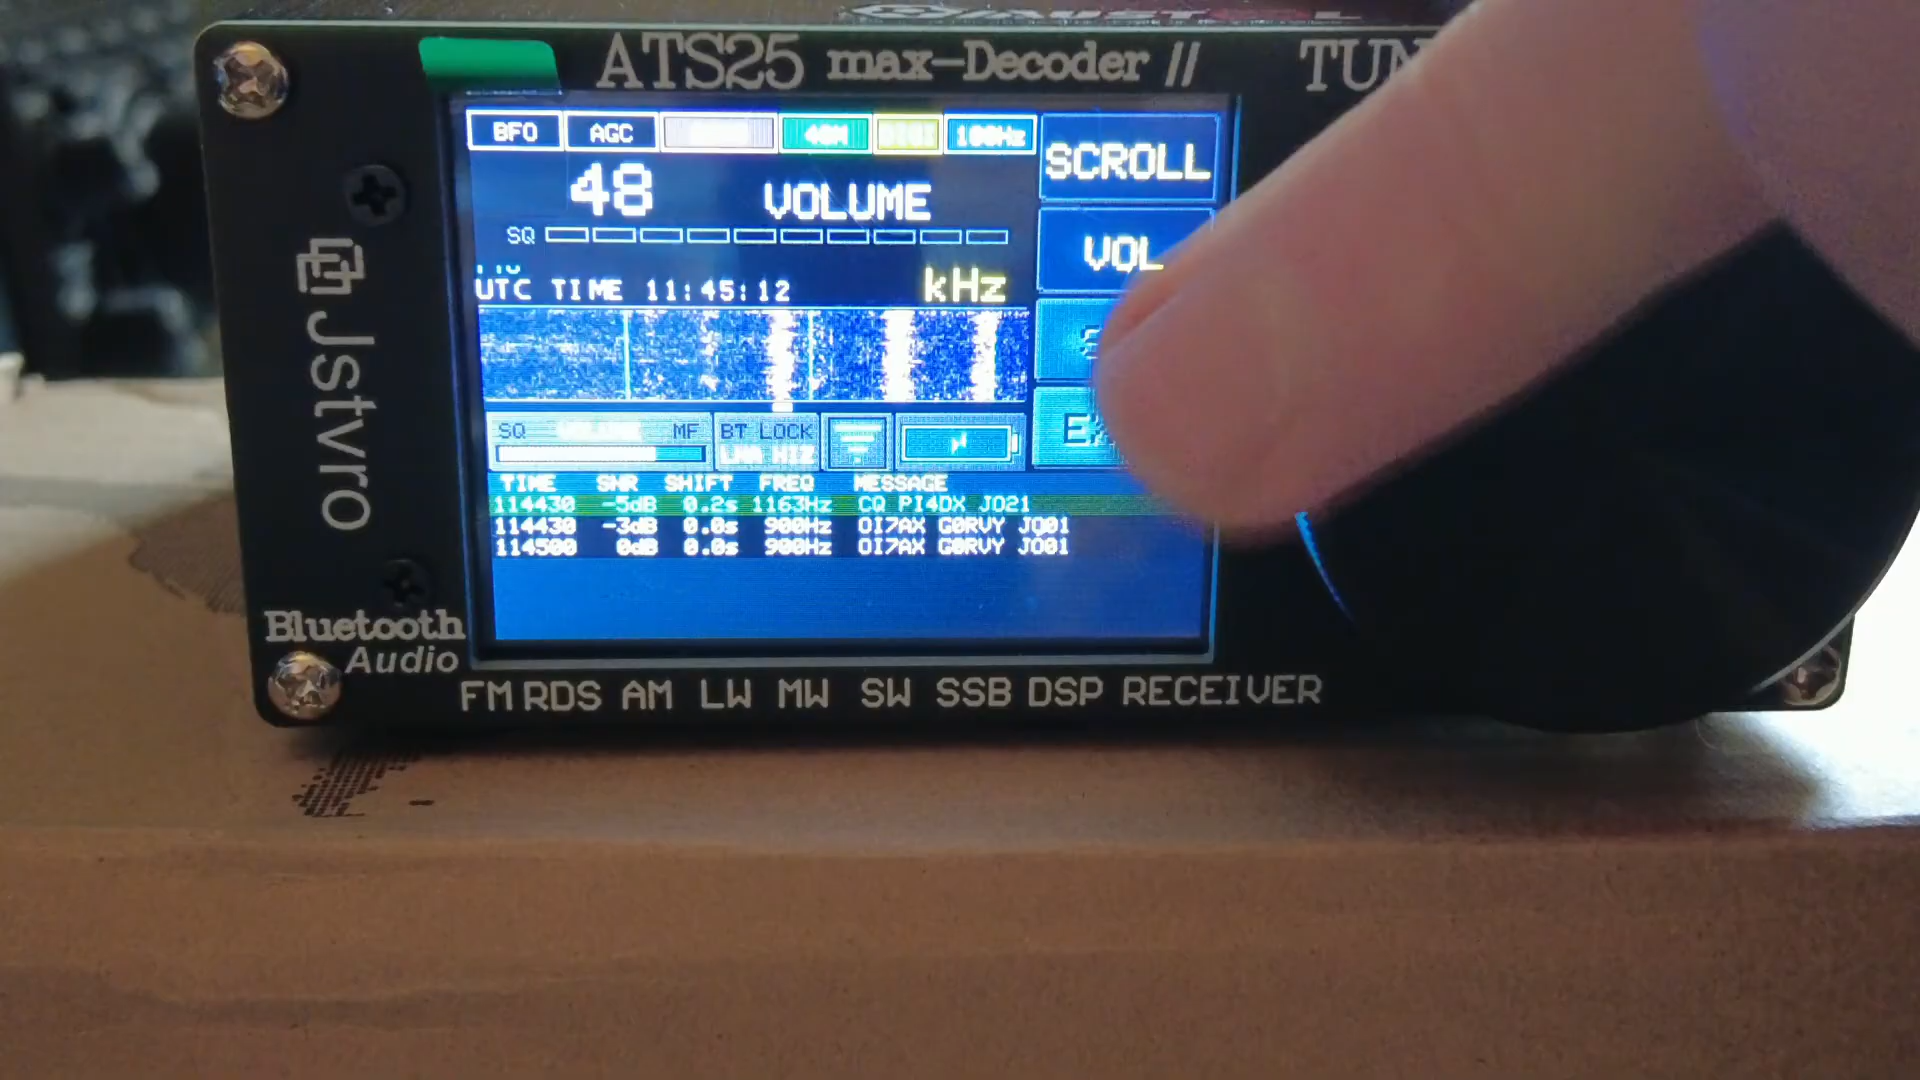 ATS25 max-Decoder //
BFO AGC 40M 100Hz
SCROLL
48 VOLUME
VOL
SQ
UTC TIME 11:45:12 kHz
SQ VOLUME MF BT LOCK
LNA HIZ
TIME SNR SHIFT FREQ MESSAGE
114430 -5dB 0.2s 1163Hz CQ PI4DX JO21
114430 -3dB 0.0s 900Hz OI7AX G0RVY JO01
114500 0dB 0.0s 900Hz OI7AX G0RVY JO01
Jstvro
Bluetooth
Audio
FM RDS AM LW MW SW SSB DSP RECEIVER